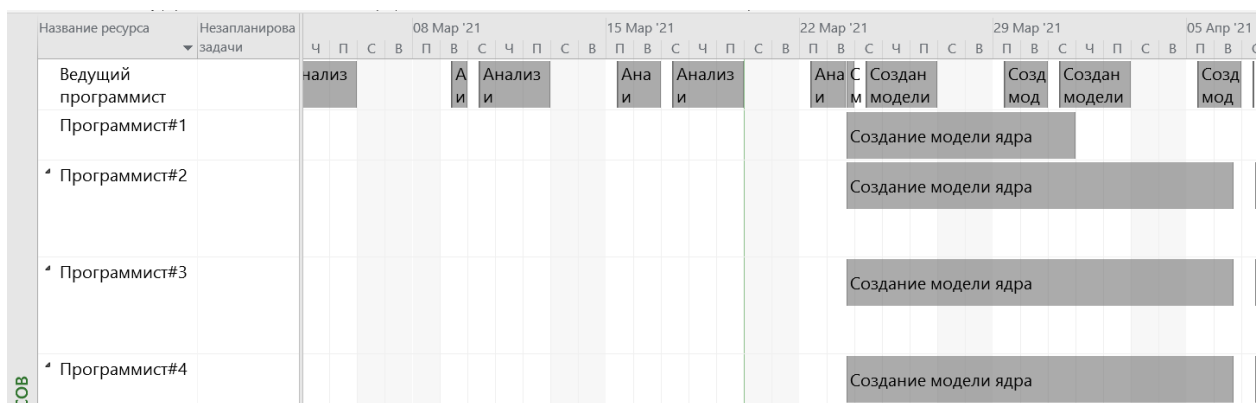 Название ресурса Незапланирова 08 Мар '21 15 Мар '21 22 Мар '21 29 Мар '21 05 Апр '21
задачи Ч П С В П В С Ч П С В П В С Ч П С В П В С Ч П С В П В С Ч П С В П В С
Ведущий нализ А Анализ Ана Анализ Ана С Создан Созд Создан Созд
программист и и и и и м модели мод модели мод
Программист#1 Создание модели ядра
Программист#2 Создание модели ядра
Программист#3 Создание модели ядра
Программист#4 Создание модели ядра